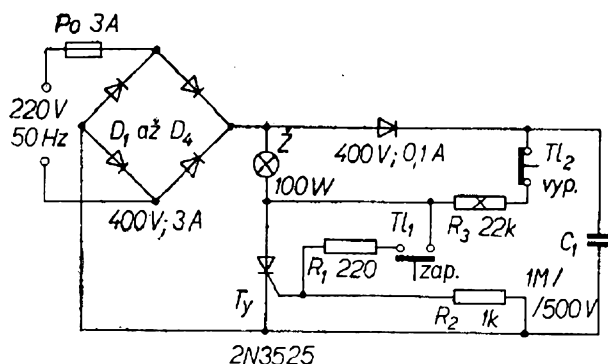 Po 3A
220V
50Hz
D1 až D4
400V; 3A
Ž
100W
400V; 0,1A
Tl2
vyp.
R3 22k
C1
Tl1
zap.
R1 220
1M/
/500V
Ty
R2 1k
2N3525